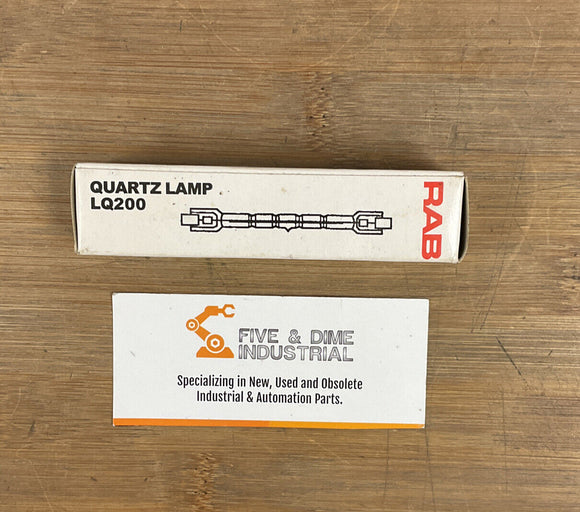 QUARTZ LAMP
LQ200
RAB
FIVE & DIME
INDUSTRIAL
Specializing in New, Used and Obsolete
Industrial & Automation Parts.